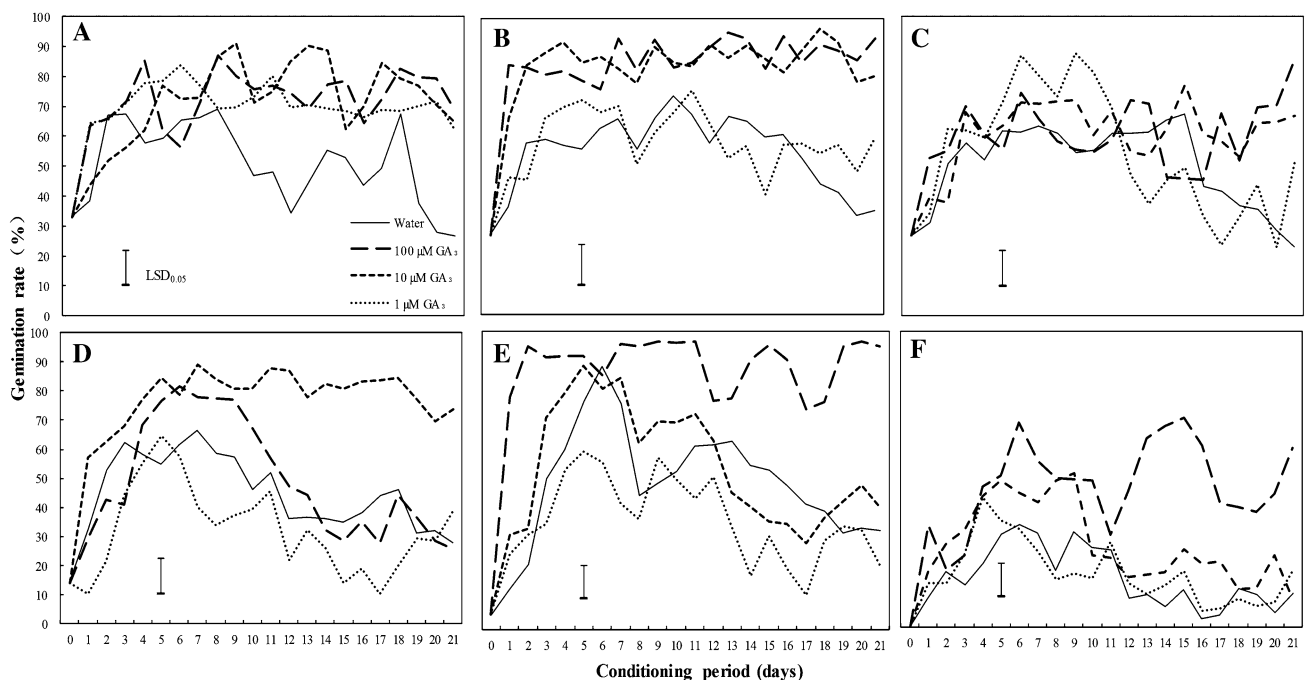 A
B
C
100
90
80
70
60
50
40
30
20
10
0
Water
100 μM GA₃
10 μM GA₃
1 μM GA₃
LSD0.05
Gemination rate (%)
D
E
F
100
90
80
70
60
50
40
30
20
10
0
0 1 2 3 4 5 6 7 8 9 10 11 12 13 14 15 16 17 18 19 20 21
0 1 2 3 4 5 6 7 8 9 10 11 12 13 14 15 16 17 18 19 20 21
0 1 2 3 4 5 6 7 8 9 10 11 12 13 14 15 16 17 18 19 20 21
Conditioning period (days)